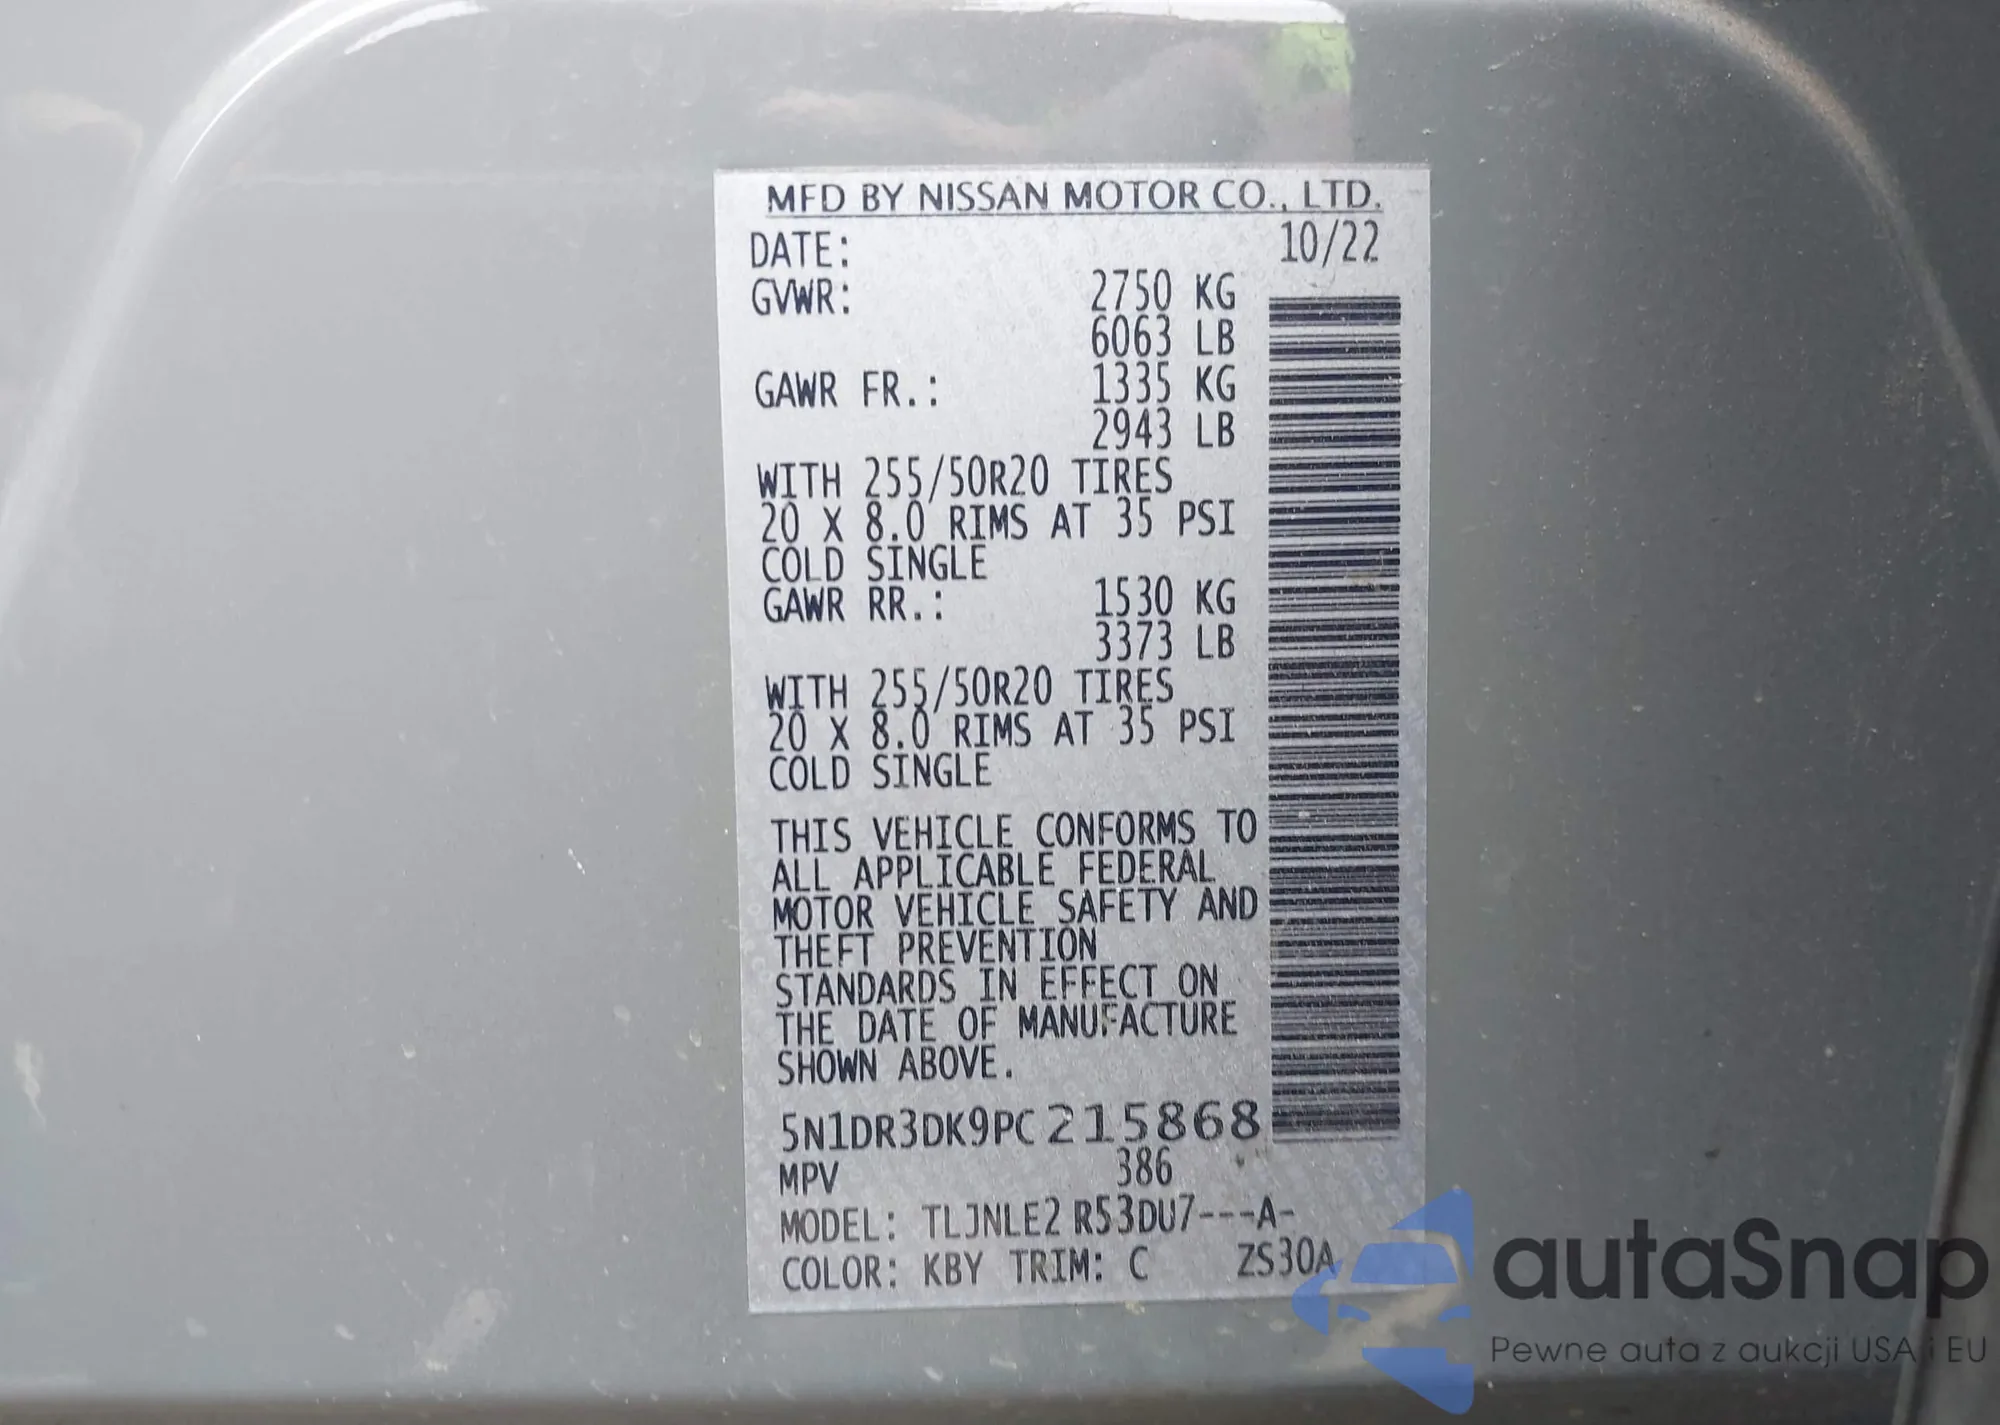 MFD BY NISSAN MOTOR CO., LTD.
DATE: 10/22
GVWR: 2750 KG
6063 LB
GAWR FR.: 1335 KG
2943 LB
WITH 255/50R20 TIRES
20 X 8.0 RIMS AT 35 PSI
COLD SINGLE
GAWR RR.: 1530 KG
3373 LB
WITH 255/50R20 TIRES
20 X 8.0 RIMS AT 35 PSI
COLD SINGLE
THIS VEHICLE CONFORMS TO
ALL APPLICABLE FEDERAL
MOTOR VEHICLE SAFETY AND
THEFT PREVENTION
STANDARDS IN EFFECT ON
THE DATE OF MANUFACTURE
SHOWN ABOVE.
5N1DR3DK9PC215868
MPV 386
MODEL: TLJNLE2 R53DU7---A-
COLOR: KBY TRIM: C ZS30A
autaSnap
Pewne auta z aukcji USA i EU